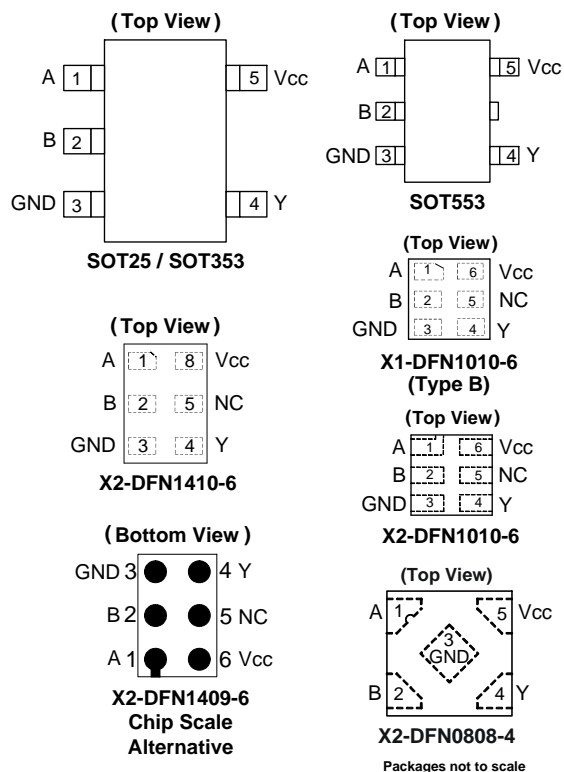 (Top View)
A 1 5 Vcc
B 2
GND 3 4 Y
SOT25 / SOT353
(Top View)
A 1 5 Vcc
B 2
GND 3 4 Y
SOT553
(Top View)
A 1 6 Vcc
B 2 5 NC
GND 3 4 Y
X1-DFN1010-6
(Type B)
(Top View)
A 1 8 Vcc
B 2 5 NC
GND 3 4 Y
X2-DFN1410-6
(Top View)
A 1 6 Vcc
B 2 5 NC
GND 3 4 Y
X2-DFN1010-6
(Bottom View)
GND 3 4 Y
B 2 5 NC
A 1 6 Vcc
X2-DFN1409-6
Chip Scale
Alternative
(Top View)
A 1 5 Vcc
3
GND
B 2 4 Y
X2-DFN0808-4
Packages not to scale